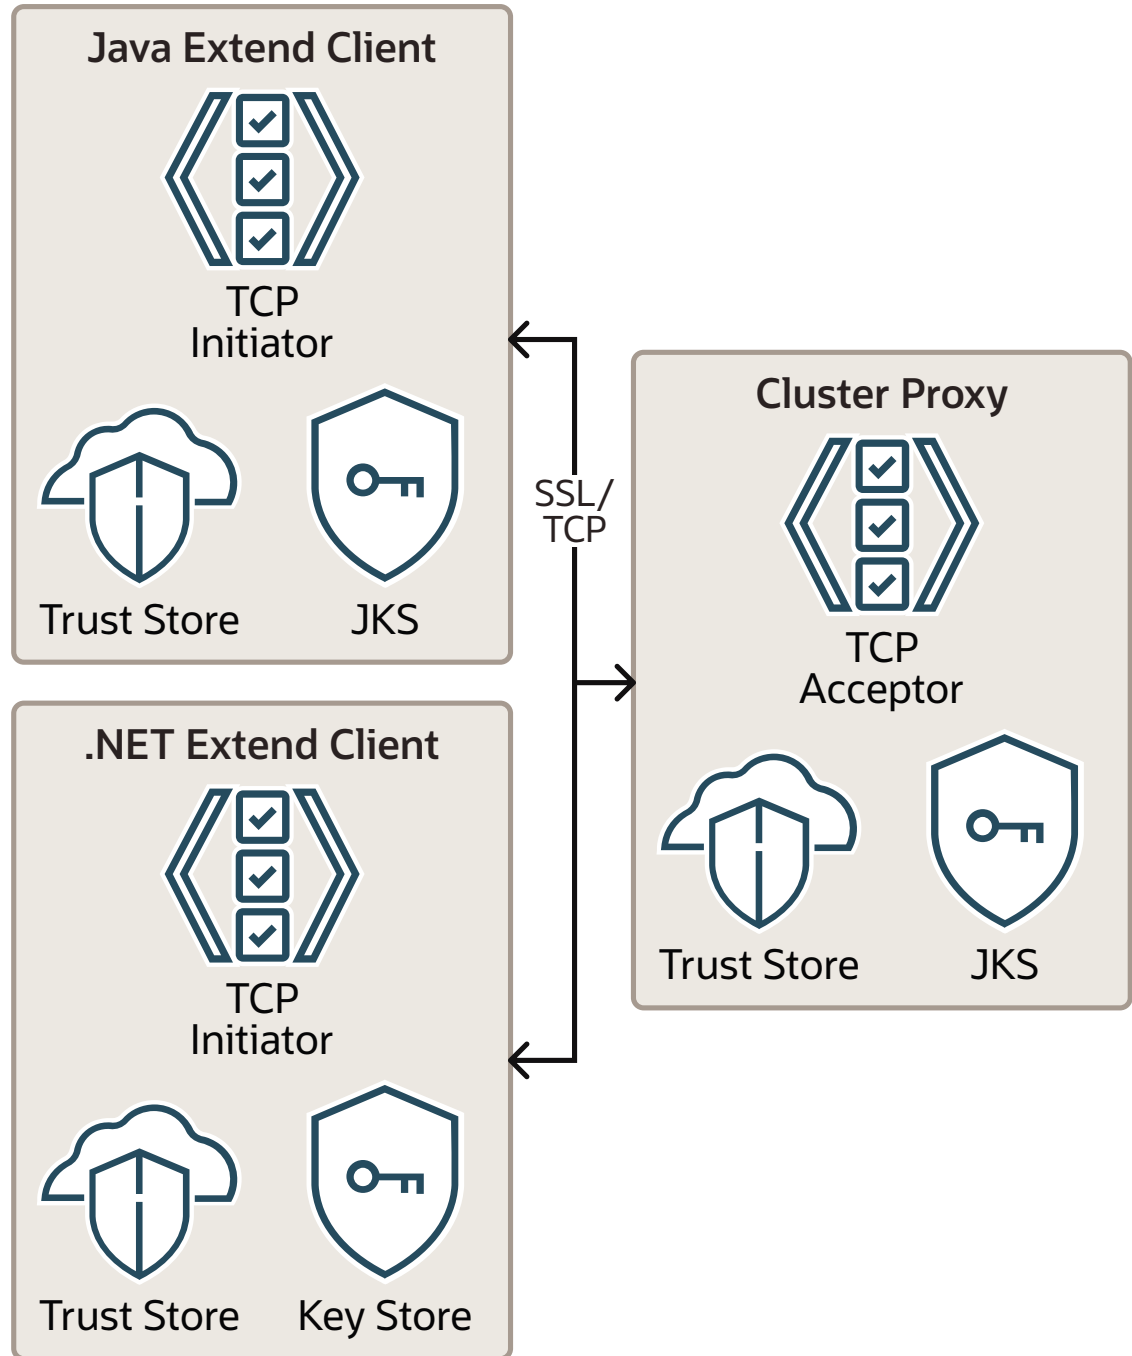 Java Extend Client
TCP
Initiator
Trust Store
JKS
SSL/
TCP
Cluster Proxy
TCP
Acceptor
Trust Store
JKS
.NET Extend Client
TCP
Initiator
Trust Store
Key Store